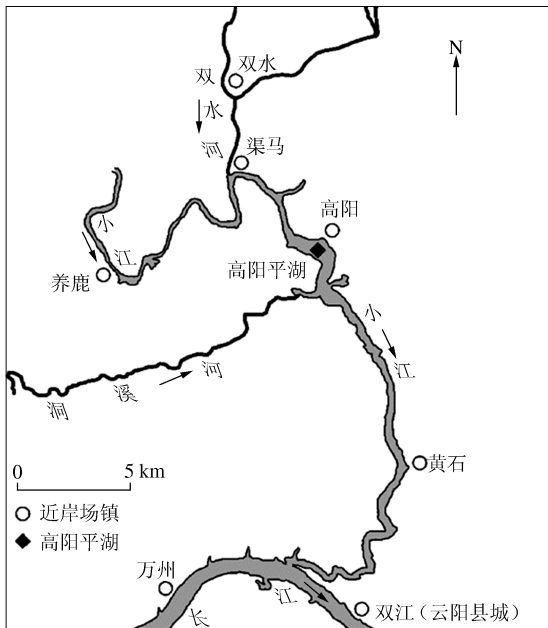 N
双水
双
水
河
渠马
高阳
小
江
养鹿
高阳平湖
小
江
洞
溪
河
0
5 km
黄石
近岸场镇
高阳平湖
万州
长
江
双江(云阳县城)